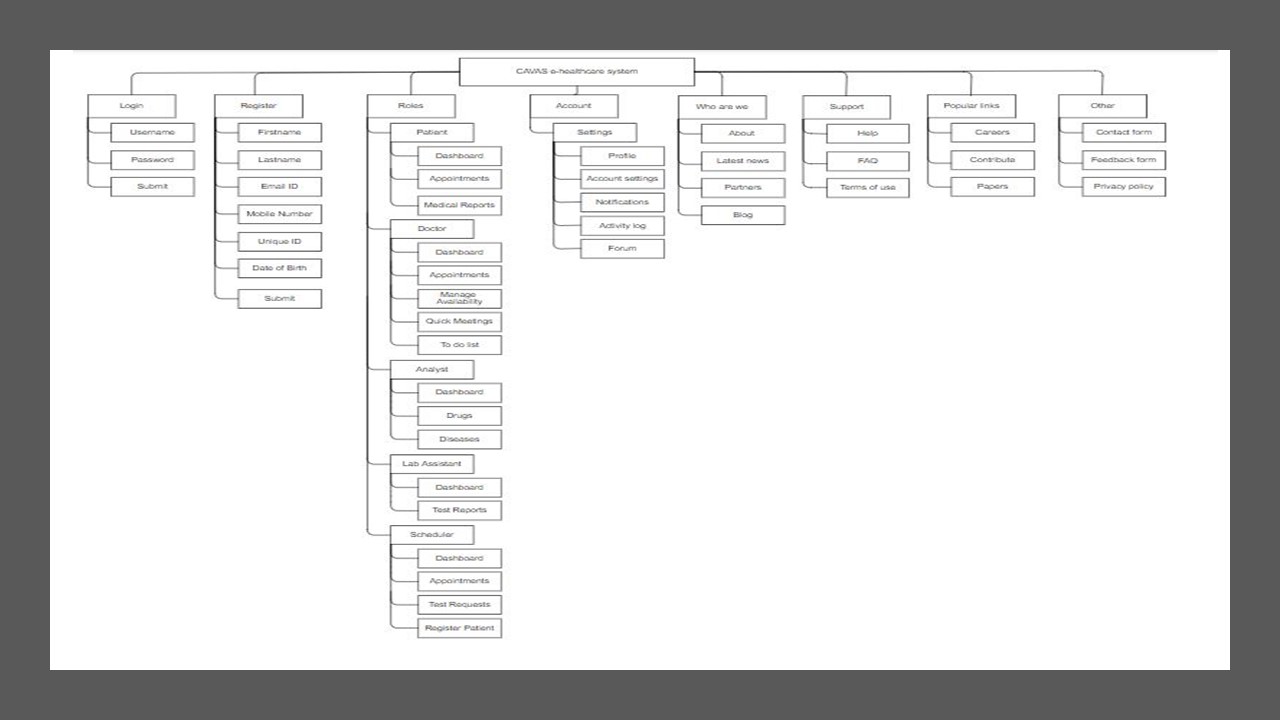 CAVAS e-healthcare system
Login
Username
Password
Submit
Register
Firstname
Lastname
Email ID
Mobile Number
Unique ID
Date of Birth
Submit
Roles
Patient
Dashboard
Appointments
Medical Reports
Doctor
Dashboard
Appointments
Manage
Availability
Quick Meetings
To do list
Analyst
Dashboard
Drugs
Diseases
Lab Assistant
Dashboard
Test Reports
Scheduler
Dashboard
Appointments
Test Requests
Register Patient
Account
Settings
Profile
Account settings
Notifications
Activity log
Forum
Who are we
About
Latest news
Partners
Blog
Support
Help
FAQ
Terms of use
Popular links
Careers
Contribute
Papers
Other
Contact form
Feedback form
Privacy policy